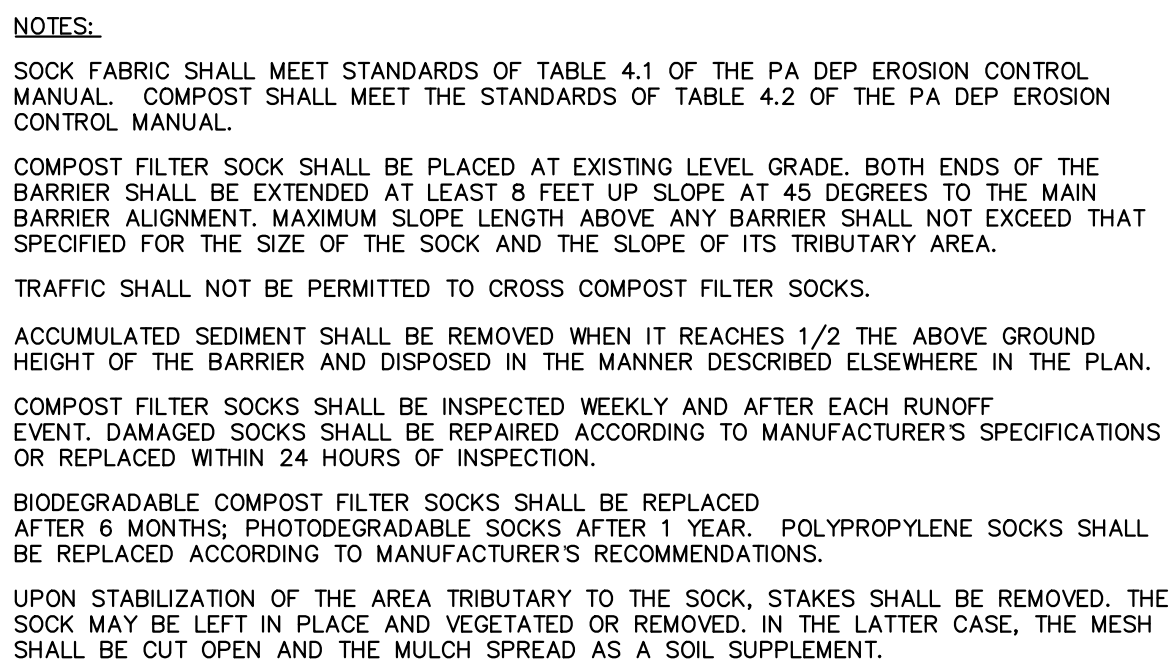 NOTES:
SOCK FABRIC SHALL MEET STANDARDS OF TABLE 4.1 OF THE PA DEP EROSION CONTROL
MANUAL. COMPOST SHALL MEET THE STANDARDS OF TABLE 4.2 OF THE PA DEP EROSION
CONTROL MANUAL.
COMPOST FILTER SOCK SHALL BE PLACED AT EXISTING LEVEL GRADE. BOTH ENDS OF THE
BARRIER SHALL BE EXTENDED AT LEAST 8 FEET UP SLOPE AT 45 DEGREES TO THE MAIN
BARRIER ALIGNMENT. MAXIMUM SLOPE LENGTH ABOVE ANY BARRIER SHALL NOT EXCEED THAT
SPECIFIED FOR THE SIZE OF THE SOCK AND THE SLOPE OF ITS TRIBUTARY AREA.
TRAFFIC SHALL NOT BE PERMITTED TO CROSS COMPOST FILTER SOCKS.
ACCUMULATED SEDIMENT SHALL BE REMOVED WHEN IT REACHES 1/2 THE ABOVE GROUND
HEIGHT OF THE BARRIER AND DISPOSED IN THE MANNER DESCRIBED ELSEWHERE IN THE PLAN.
COMPOST FILTER SOCKS SHALL BE INSPECTED WEEKLY AND AFTER EACH RUNOFF
EVENT. DAMAGED SOCKS SHALL BE REPAIRED ACCORDING TO MANUFACTURER'S SPECIFICATIONS
OR REPLACED WITHIN 24 HOURS OF INSPECTION.
BIODEGRADABLE COMPOST FILTER SOCKS SHALL BE REPLACED
AFTER 6 MONTHS; PHOTODEGRADABLE SOCKS AFTER 1 YEAR. POLYPROPYLENE SOCKS SHALL
BE REPLACED ACCORDING TO MANUFACTURER'S RECOMMENDATIONS.
UPON STABILIZATION OF THE AREA TRIBUTARY TO THE SOCK, STAKES SHALL BE REMOVED. THE
SOCK MAY BE LEFT IN PLACE AND VEGETATED OR REMOVED. IN THE LATTER CASE, THE MESH
SHALL BE CUT OPEN AND THE MULCH SPREAD AS A SOIL SUPPLEMENT.